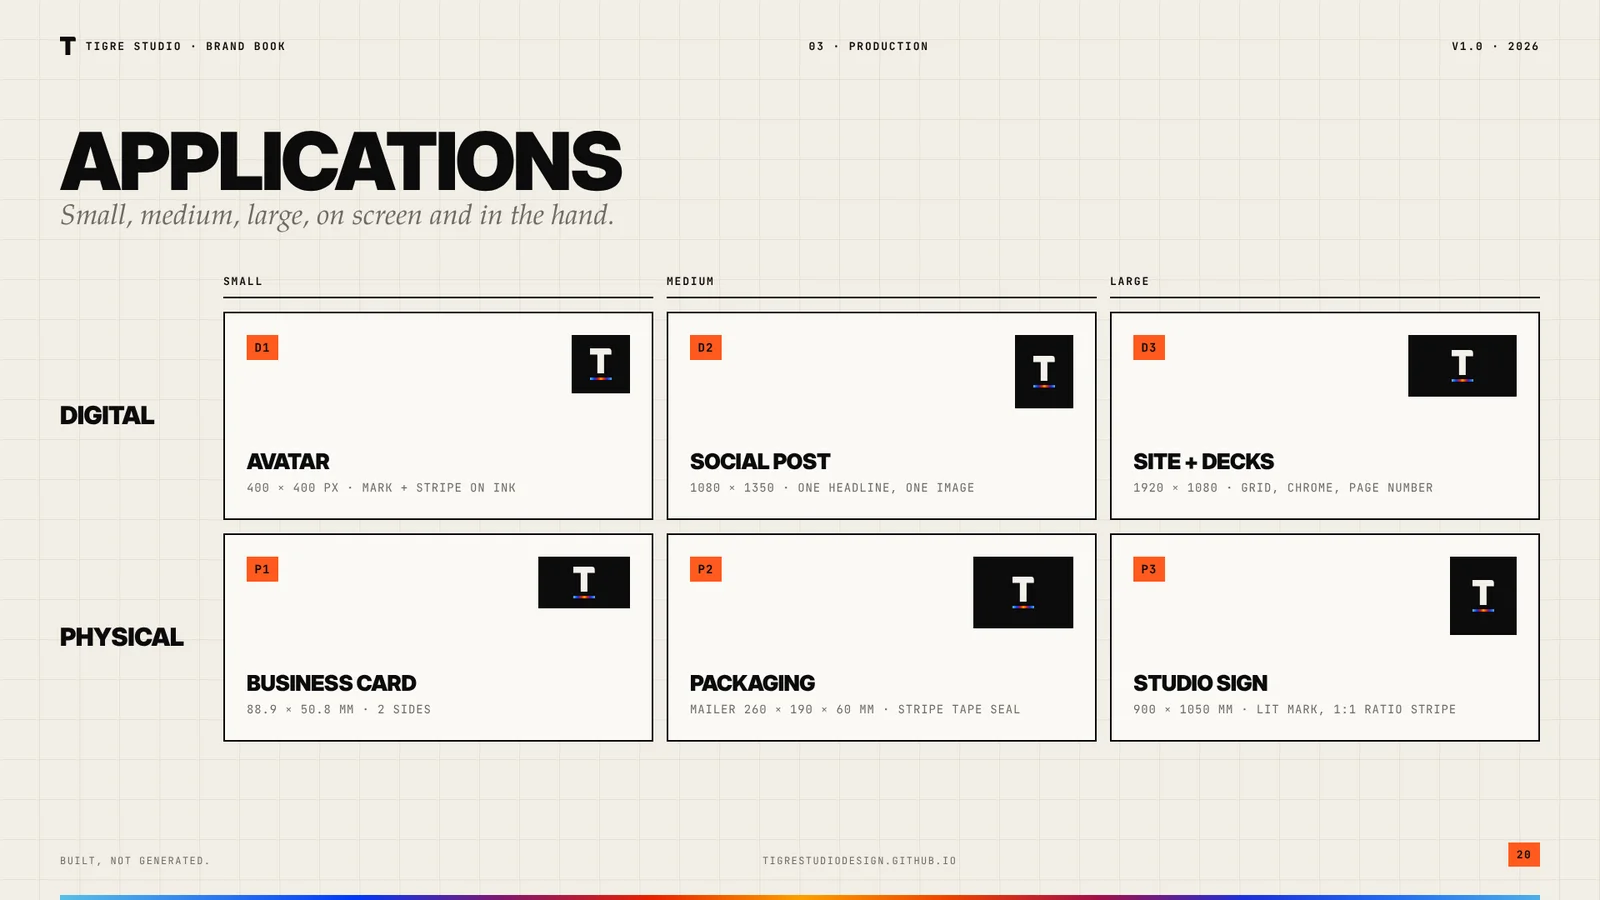 T TIGRE STUDIO · BRAND BOOK
03 · PRODUCTION
V1.0 · 2026
APPLICATIONS
Small, medium, large, on screen and in the hand.
SMALL
MEDIUM
LARGE
DIGITAL
D1
T
AVATAR
400 × 400 PX · MARK + STRIPE ON INK
D2
T
SOCIAL POST
1080 × 1350 · ONE HEADLINE, ONE IMAGE
D3
T
SITE + DECKS
1920 × 1080 · GRID, CHROME, PAGE NUMBER
PHYSICAL
P1
T
BUSINESS CARD
88.9 × 50.8 MM · 2 SIDES
P2
T
PACKAGING
MAILER 260 × 190 × 60 MM · STRIPE TAPE SEAL
P3
T
STUDIO SIGN
900 × 1050 MM · LIT MARK, 1:1 RATIO STRIPE
BUILT, NOT GENERATED.
TIGRESTUDIODESIGN.GITHUB.IO
20